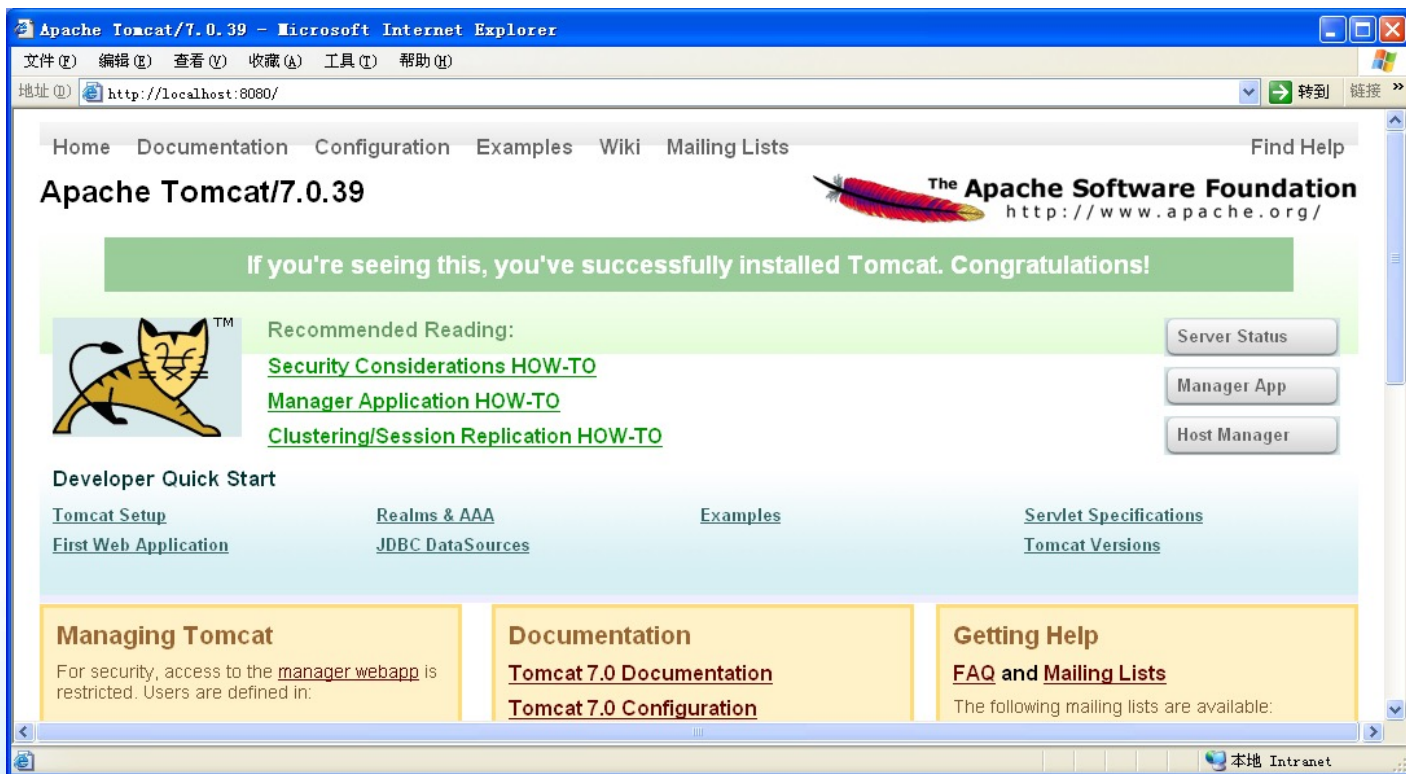 Apache Tomcat/7.0.39 - Microsoft Internet Explorer
文件(F) 编辑(E) 查看(V) 收藏(A) 工具(T) 帮助(H)
地址(D) http://localhost:8080/ 转到 链接 »
Home Documentation Configuration Examples Wiki Mailing Lists Find Help
Apache Tomcat/7.0.39
The Apache Software Foundation
http://www.apache.org/
If you're seeing this, you've successfully installed Tomcat. Congratulations!
TM
Recommended Reading:
Security Considerations HOW-TO
Manager Application HOW-TO
Clustering/Session Replication HOW-TO
Server Status
Manager App
Host Manager
Developer Quick Start
Tomcat Setup Realms & AAA Examples Servlet Specifications
First Web Application JDBC DataSources Tomcat Versions
Managing Tomcat
For security, access to the manager webapp is
restricted. Users are defined in:
Documentation
Tomcat 7.0 Documentation
Tomcat 7.0 Configuration
Getting Help
FAQ and Mailing Lists
The following mailing lists are available:
本地 Intranet